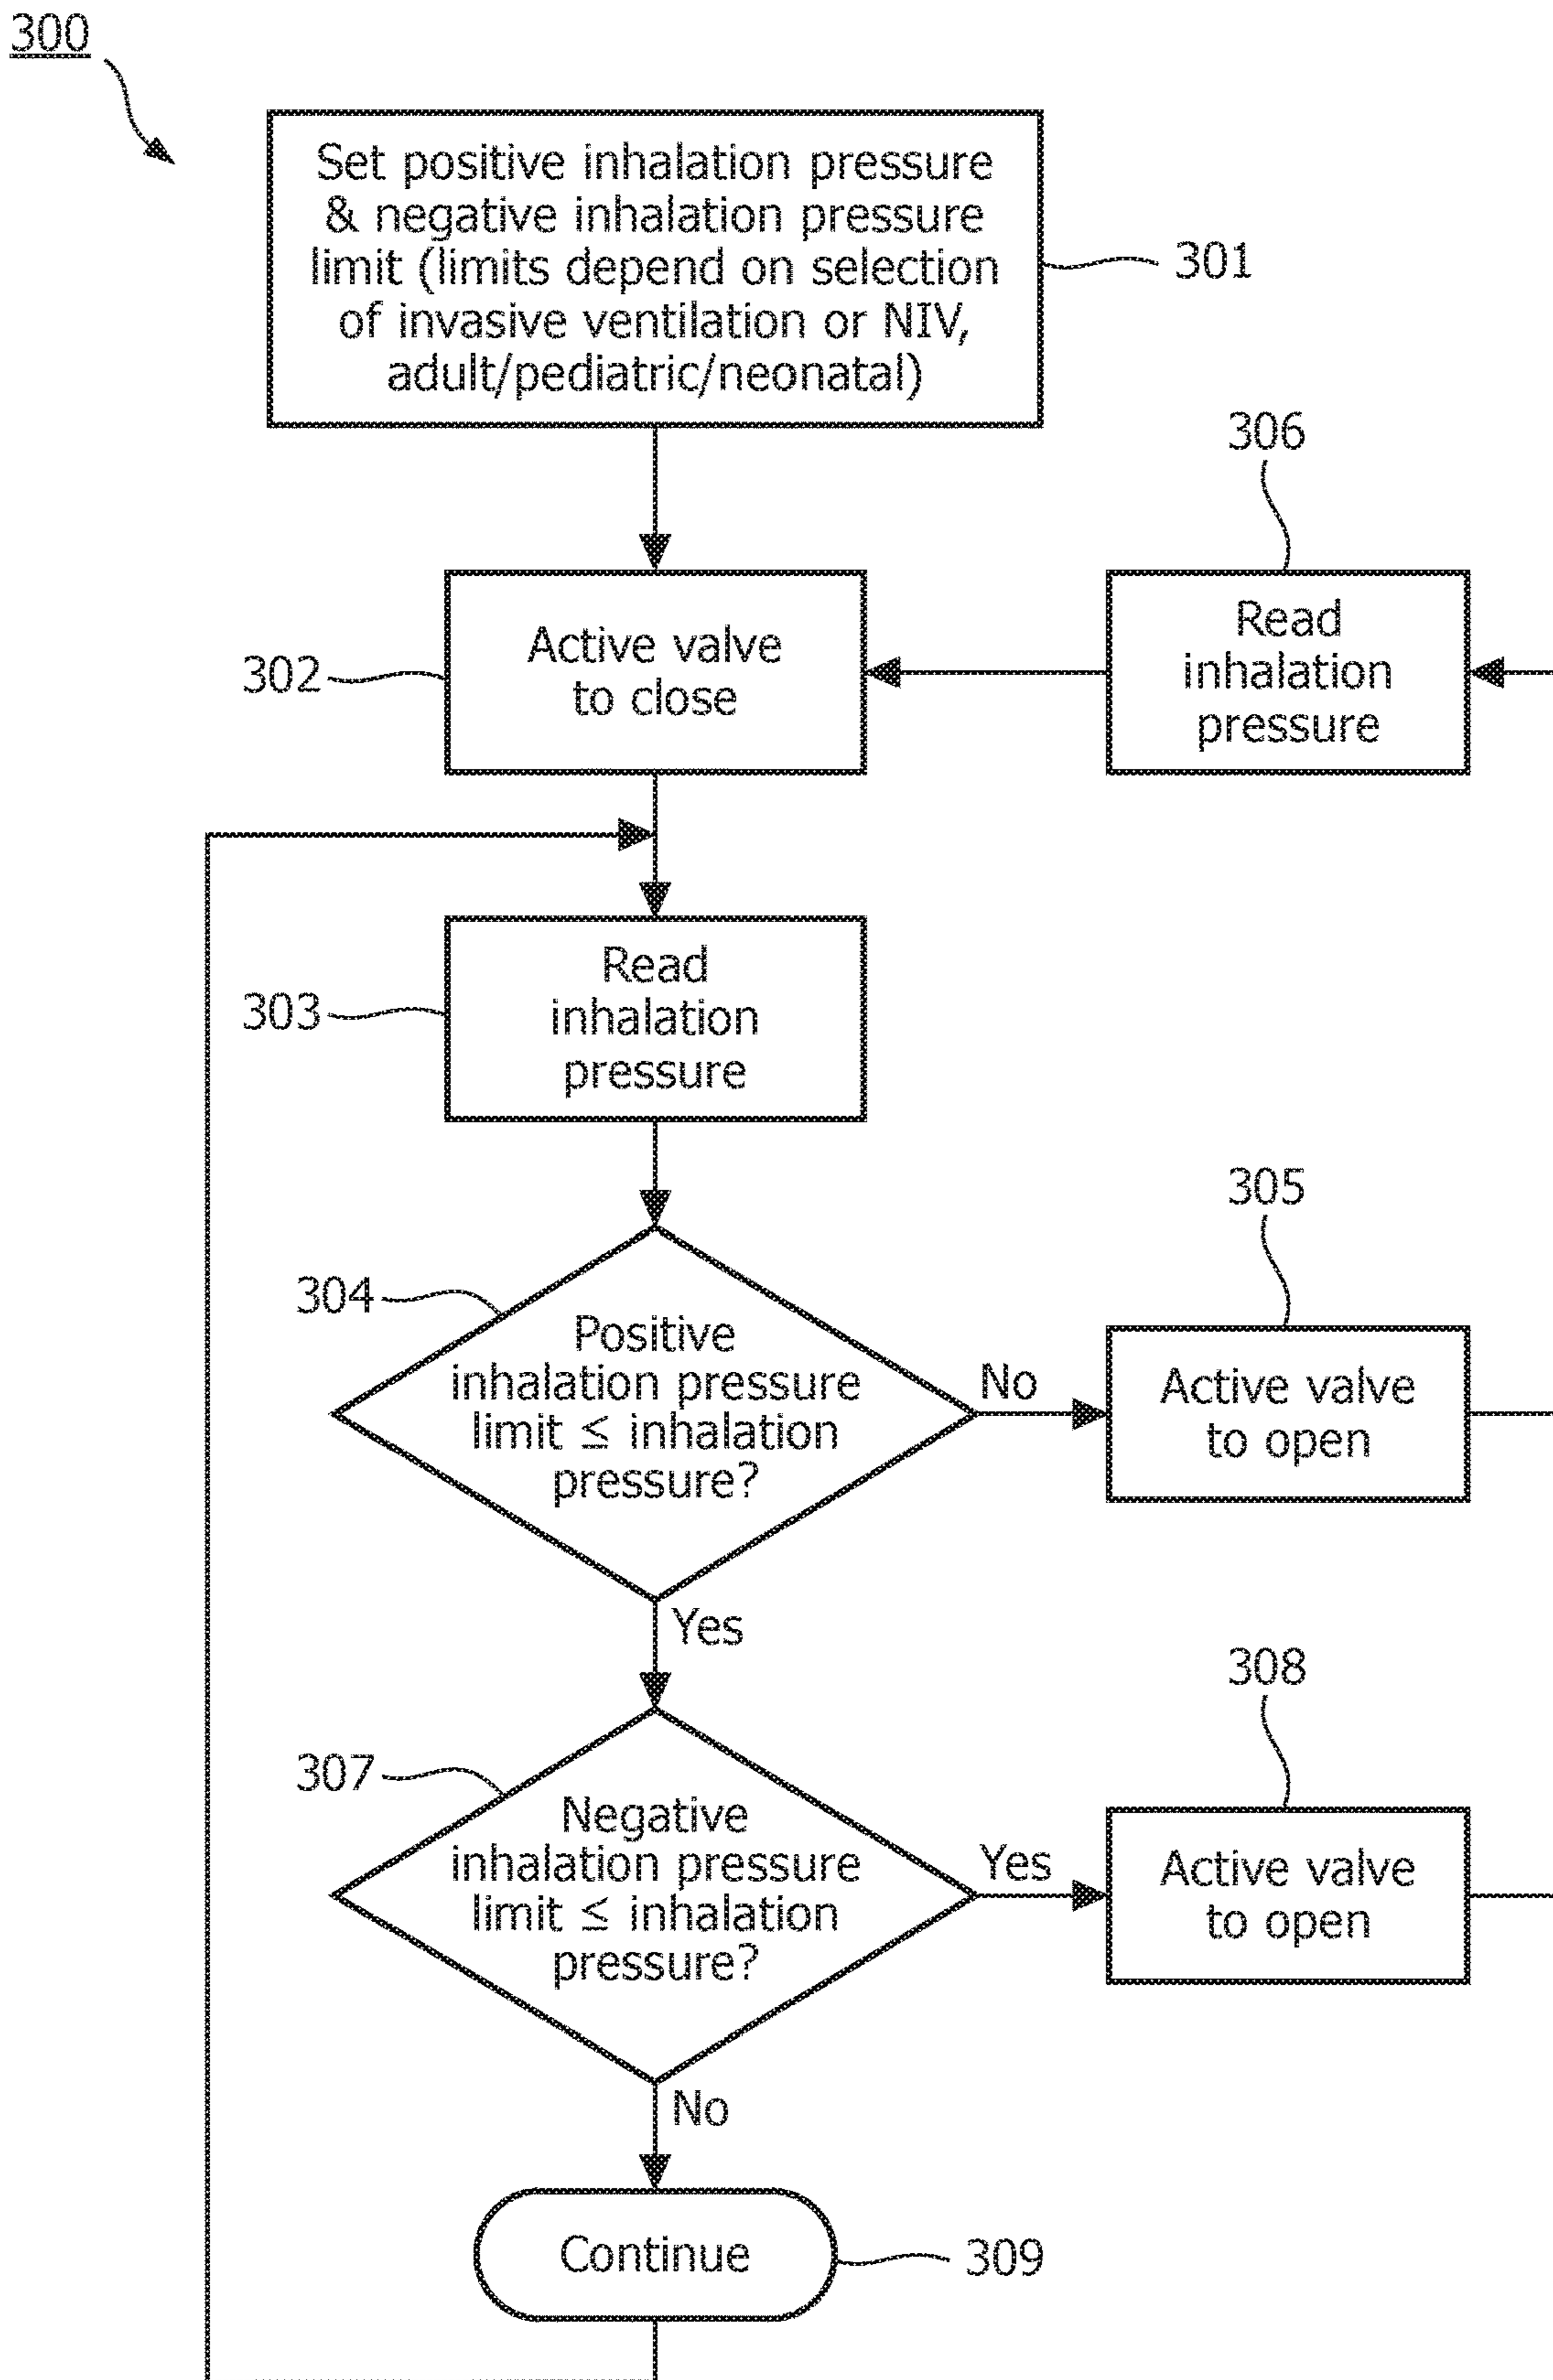 300
Set positive inhalation pressure
& negative inhalation pressure
limit (limits depend on selection
of invasive ventilation or NIV,
adult/pediatric/neonatal)
301
306
Read
inhalation
pressure
Active valve
to close
302
Read
inhalation
pressure
303
305
304
Positive
inhalation pressure
limit ≤ inhalation
pressure?
No
Active valve
to open
Yes
308
307
Negative
inhalation pressure
limit ≤ inhalation
pressure?
Yes
Active valve
to open
No
Continue
309